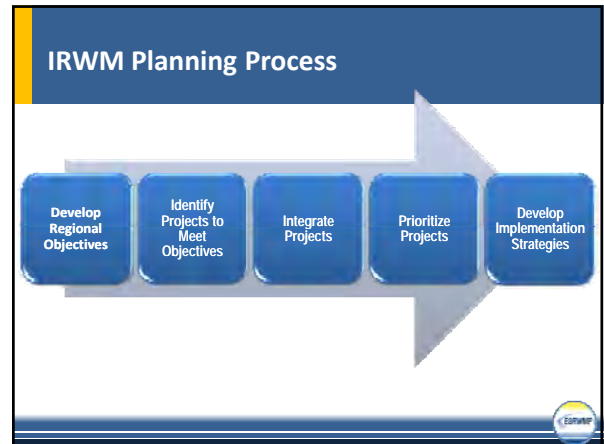 IRWM Planning Process
Develop
Regional
Objectives
Identify
Projects to
Meet
Objectives
Integrate
Projects
Prioritize
Projects
Develop
Implementation
Strategies